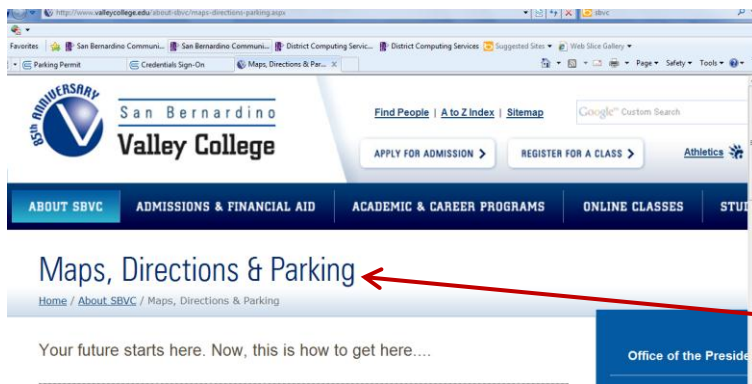 http://www.valleycollege.edu/about-sbvc/maps-directions-parking.aspx sbvc
Favorites San Bernardino Communi... San Bernardino Communi... District Computing Servic... District Computing Services Suggested Sites Web Slice Gallery
Parking Permit Credentials Sign-On Maps, Directions & Par... X Page Safety Tools
85th ANNIVERSARY
San Bernardino
Valley College
Find People | A to Z Index | Sitemap Google™ Custom Search
APPLY FOR ADMISSION > REGISTER FOR A CLASS > Athletics
ABOUT SBVC ADMISSIONS & FINANCIAL AID ACADEMIC & CAREER PROGRAMS ONLINE CLASSES STUD
Maps, Directions & Parking
Home / About SBVC / Maps, Directions & Parking
Your future starts here. Now, this is how to get here....
Office of the Preside